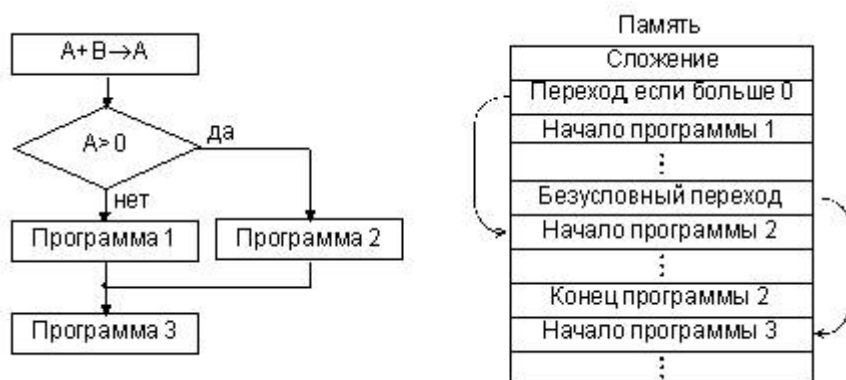 A+B→A
A>0
да
нет
Программа 1
Программа 2
Программа 3
Память
Сложение
Переход, если больше 0
Начало программы 1
⋮
Безусловный переход
Начало программы 2
⋮
Конец программы 2
Начало программы 3
⋮